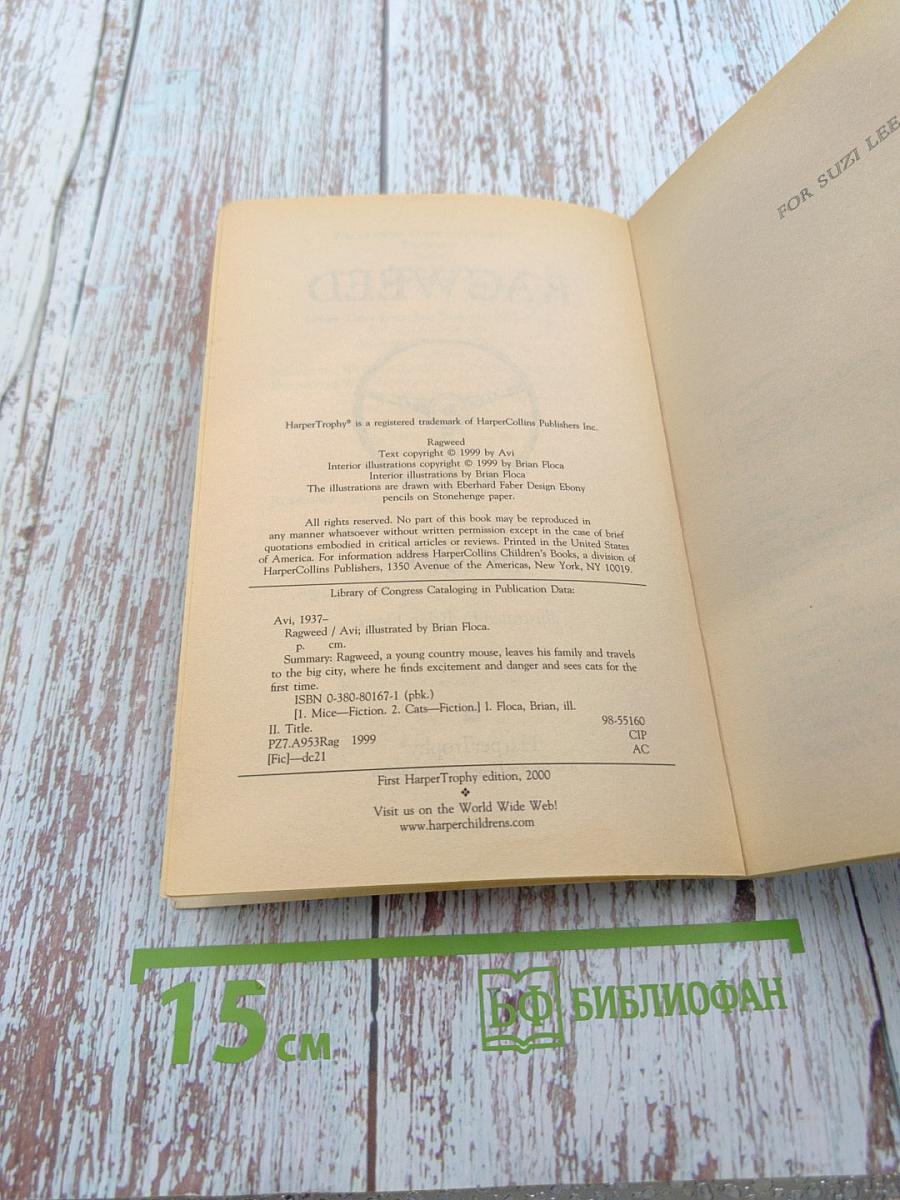 HarperTrophy® is a registered trademark of HarperCollins Publishers Inc.
Ragweed
Text copyright © 1999 by Avi
Interior illustrations copyright © 1999 by Brian Floca
Interior illustrations by Brian Floca
The illustrations are drawn with Eberhard Faber Design Ebony
pencils on Stonehenge paper.
All rights reserved. No part of this book may be reproduced in
any manner whatsoever without written permission except in the case of brief
quotations embodied in critical articles or reviews. Printed in the United States
of America. For information address HarperCollins Children's Books, a division of
HarperCollins Publishers, 1350 Avenue of the Americas, New York, NY 10019.
Library of Congress Cataloging in Publication Data:
Avi, 1937–
Ragweed / Avi; illustrated by Brian Floca.
p. cm.
Summary: Ragweed, a young country mouse, leaves his family and travels
to the big city, where he finds excitement and danger and sees cats for the
first time.
ISBN 0-380-80167-1 (pbk.)
[1. Mice—Fiction. 2. Cats—Fiction.] I. Floca, Brian, ill.
II. Title.
PZ7.A953Rag 1999 98-55160
[Fic]—dc21 CIP
AC
First HarperTrophy edition, 2000
Visit us on the World Wide Web!
www.harperchildrens.com
FOR SUZI LEE
15 см
БФ БИБЛИОФАН